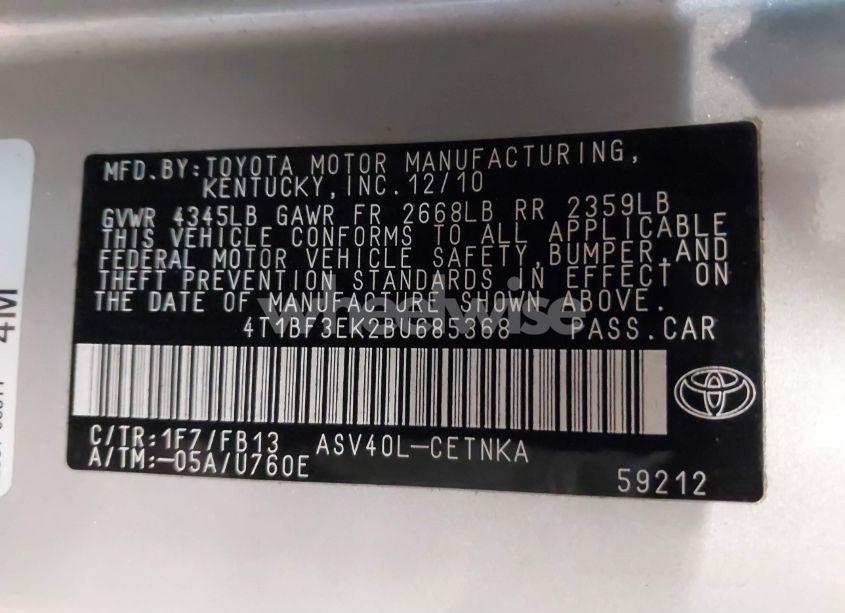 MFD.BY:TOYOTA MOTOR MANUFACTURING,
KENTUCKY,INC.12/10
GVWR 4345LB GAWR FR 2668LB RR 2359LB
THIS VEHICLE CONFORMS TO ALL APPLICABLE
FEDERAL MOTOR VEHICLE SAFETY,BUMPER,AND
THEFT PREVENTION STANDARDS IN EFFECT ON
THE DATE OF MANUFACTURE SHOWN ABOVE.
4T1BF3EK2BU685368 PASS.CAR
C/TR:1F7/FB13 ASV40L-CETNKA
A/TM:-05A/U760E
59212
4M
wheelwise